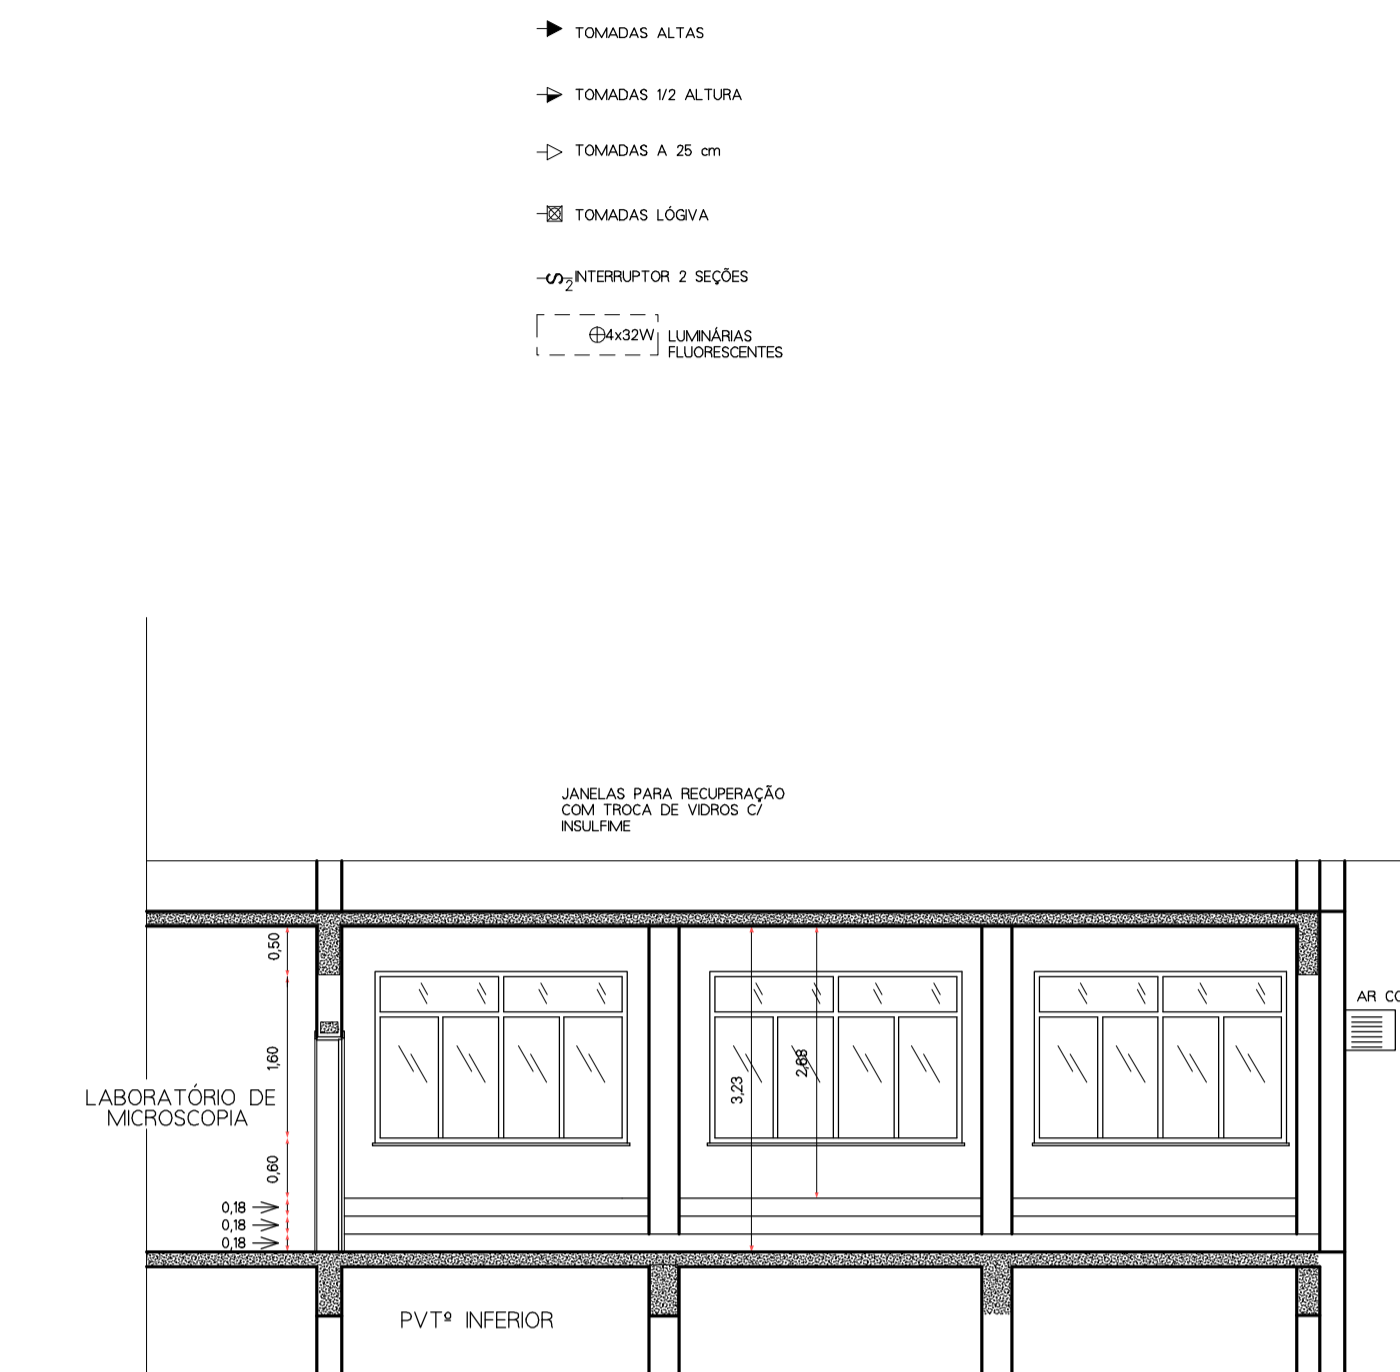 TOMADAS ALTAS
TOMADAS 1/2 ALTURA
TOMADAS A 25 cm
TOMADAS LÓGIVA
S2 INTERRUPTOR 2 SEÇÕES
4x32W LUMINÁRIAS
FLUORESCENTES
JANELAS PARA RECUPERAÇÃO
COM TROCA DE VIDROS C/
INSULFIME
0,50
AR CO
1,60
2,68
3,23
LABORATÓRIO DE
MICROSCOPIA
0,60
0,18
0,18
0,18
PVTº INFERIOR